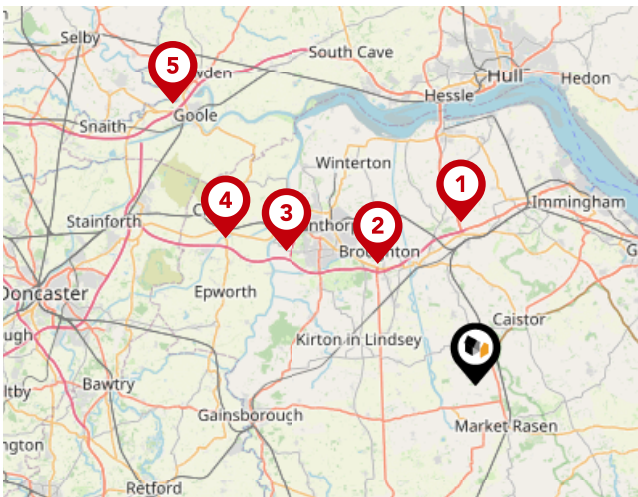 Selby
South Cave
5
wden
Hull
Hedon
Hessle
Goole
Snaith
Winterton
1
4
Immingham
3
Stainforth
2
nthor
Bro
nton
G
Epworth
Doncaster
Caistor
ugh
Kirton in Lindsey
ltby
Bawtry
Gainsborough
Market Rasen
ngton
Retford